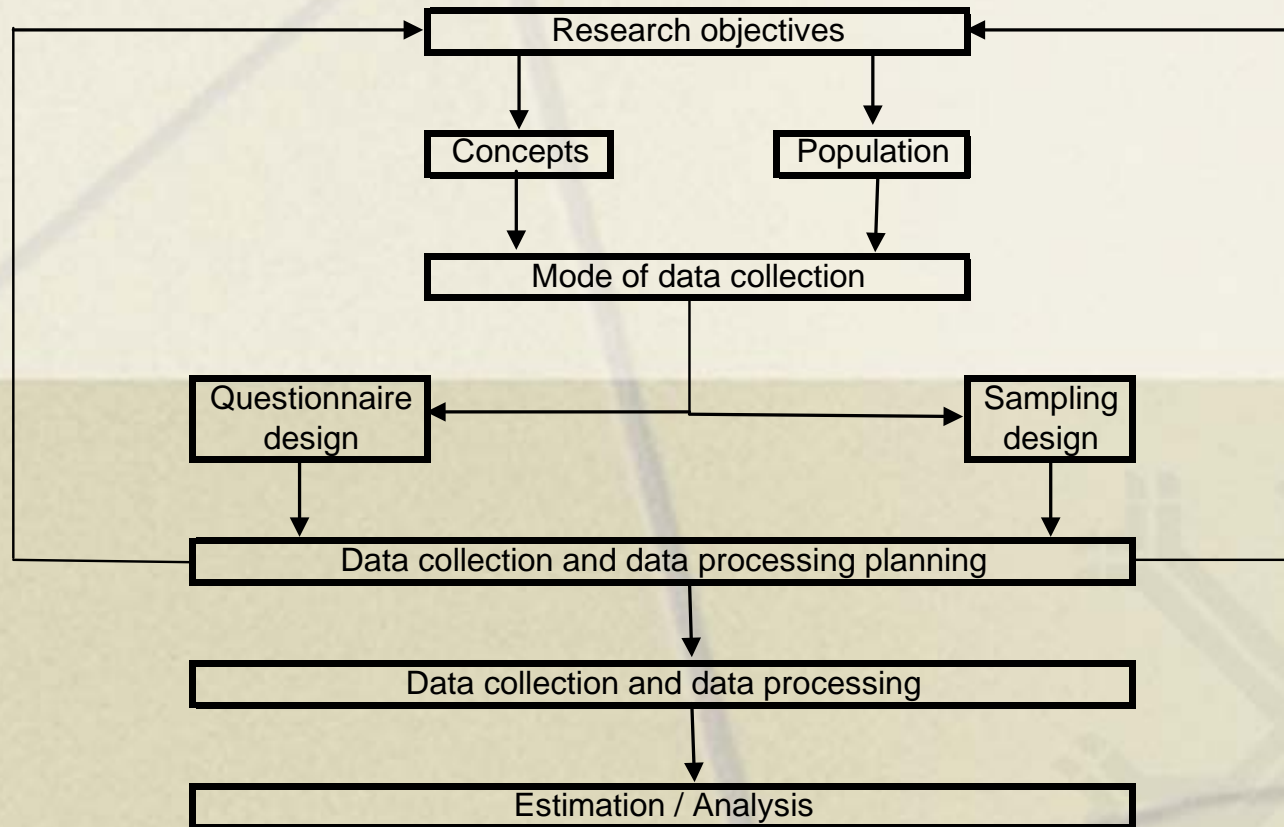 Research objectives
Concepts
Population
Mode of data collection
Questionnaire
design
Sampling
design
Data collection and data processing planning
Data collection and data processing
Estimation / Analysis